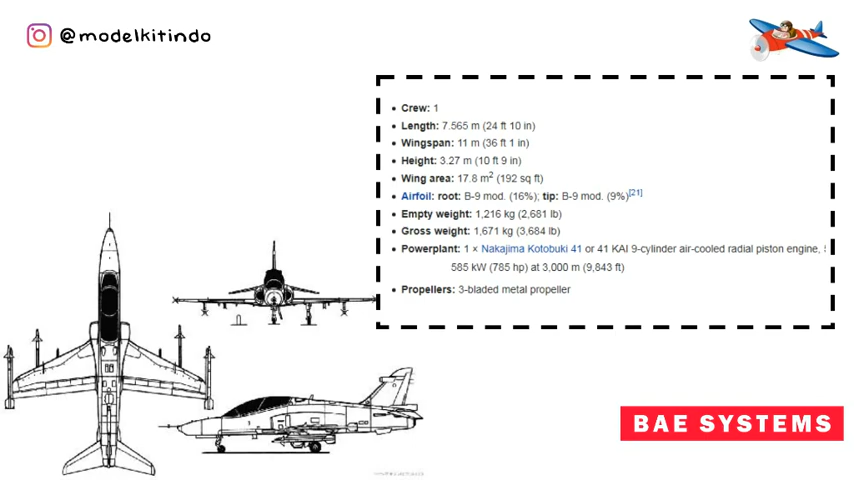 @modelkitindo
• Crew: 1
• Length: 7.565 m (24 ft 10 in)
• Wingspan: 11 m (36 ft 1 in)
• Height: 3.27 m (10 ft 9 in)
• Wing area: 17.8 m2 (192 sq ft)
• Airfoil: root: B-9 mod. (16%); tip: B-9 mod. (9%)[21]
• Empty weight: 1,216 kg (2,681 lb)
• Gross weight: 1,671 kg (3,684 lb)
• Powerplant: 1 × Nakajima Kotobuki 41 or 41 KAI 9-cylinder air-cooled radial piston engine,
585 kW (785 hp) at 3,000 m (9,843 ft)
• Propellers: 3-bladed metal propeller
BAE SYSTEMS